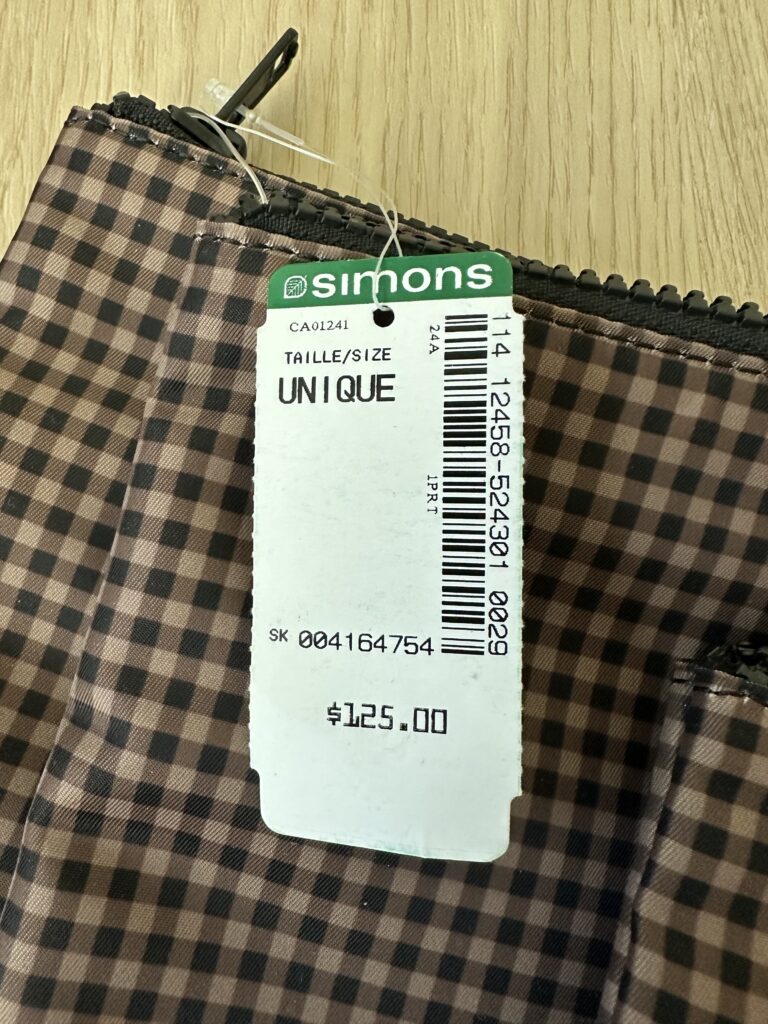 simons
CA01241
TAILLE/SIZE
UNIQUE
24A
1PRT
114 12458-524301 0029
SK 004164754
$125.00